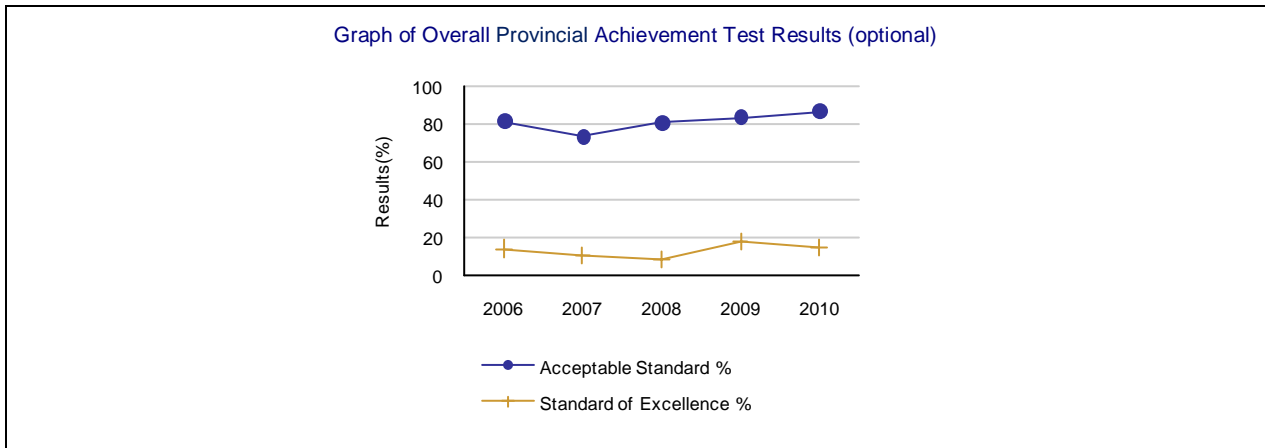 Graph of Overall Provincial Achievement Test Results (optional)
100
80
60
40
20
0
Results(%)
2006 2007 2008 2009 2010
Acceptable Standard %
Standard of Excellence %